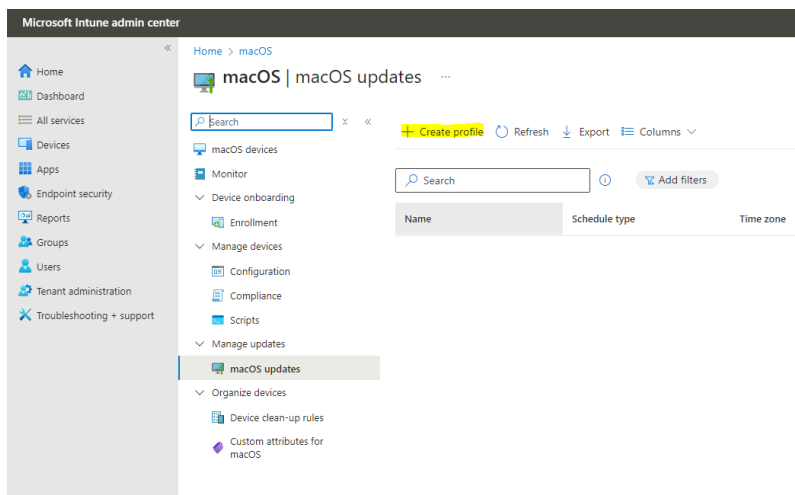 Microsoft Intune admin center
Home > macOS
Home
Dashboard
All services
Devices
Apps
Endpoint security
Reports
Groups
Users
Tenant administration
Troubleshooting + support
macOS | macOS updates ...
Search
macOS devices
Monitor
Device onboarding
Enrollment
Manage devices
Configuration
Compliance
Scripts
Manage updates
macOS updates
Organize devices
Device clean-up rules
Custom attributes for
macOS
Create profile Refresh Export Columns
Search Add filters
Name Schedule type Time zone